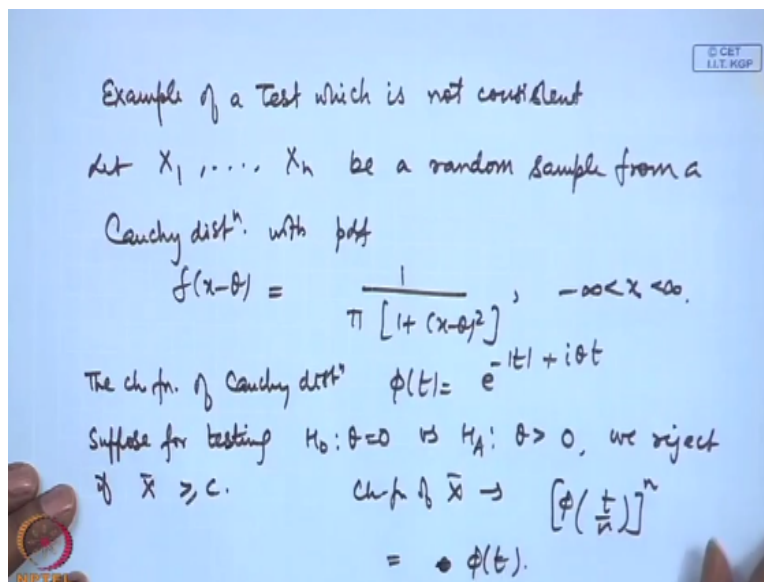 © CET
I.I.T. KGP
Example of a Test which is not consistent
Let X₁, .... Xₙ be a random sample from a
Cauchy distⁿ. with pdf
f(x-θ) = 1 / π [1+(x-θ)²] , -∞<x<∞.
The ch. fn. of Cauchy distⁿ φ(t) = e^{-|t| + iθt}
Suppose for testing H₀: θ=0 vs H_A: θ> 0, we reject
if X̄ ≥ c. Ch. fn of X̄ → [φ(t/n)]ⁿ
= φ(t).
NPTEL